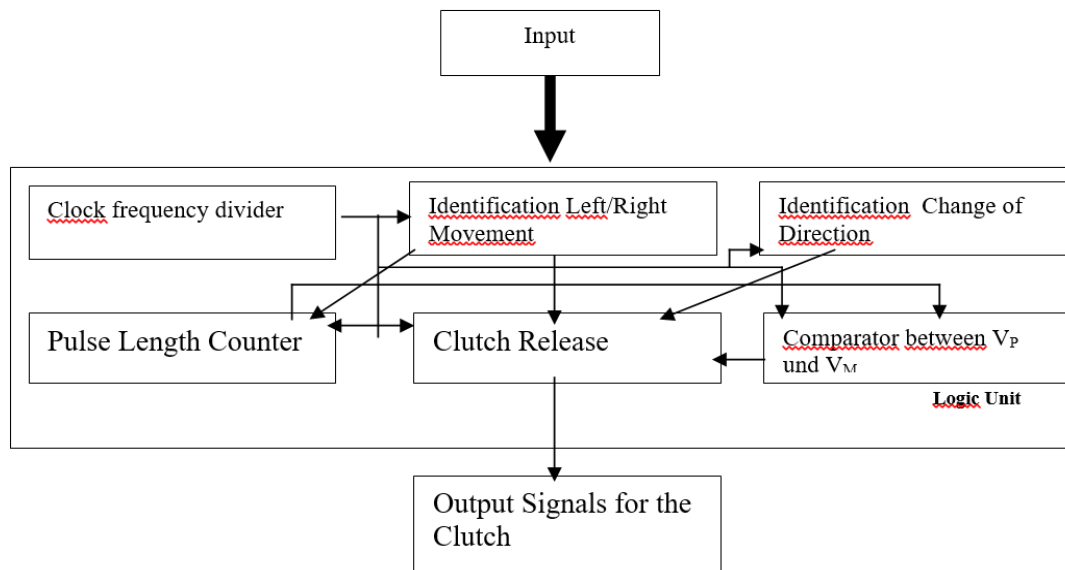 Input
Clock frequency divider
Identification Left/Right
Movement
Identification Change of
Direction
Pulse Length Counter
Clutch Release
Comparator between VP
und VM
Logic Unit
Output Signals for the
Clutch